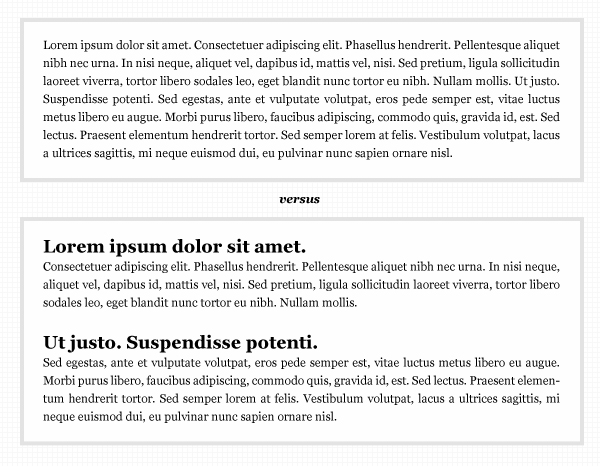 Lorem ipsum dolor sit amet. Consectetuer adipiscing elit. Phasellus hendrerit. Pellentesque aliquet
nibh nec urna. In nisi neque, aliquet vel, dapibus id, mattis vel, nisi. Sed pretium, ligula sollicitudin
laoreet viverra, tortor libero sodales leo, eget blandit nunc tortor eu nibh. Nullam mollis. Ut justo.
Suspendisse potenti. Sed egestas, ante et vulputate volutpat, eros pede semper est, vitae luctus
metus libero eu augue. Morbi purus libero, faucibus adipiscing, commodo quis, gravida id, est. Sed
lectus. Praesent elementum hendrerit tortor. Sed semper lorem at felis. Vestibulum volutpat, lacus
a ultrices sagittis, mi neque euismod dui, eu pulvinar nunc sapien ornare nisl.
versus
Lorem ipsum dolor sit amet.
Consectetuer adipiscing elit. Phasellus hendrerit. Pellentesque aliquet nibh nec urna. In nisi neque,
aliquet vel, dapibus id, mattis vel, nisi. Sed pretium, ligula sollicitudin laoreet viverra, tortor libero
sodales leo, eget blandit nunc tortor eu nibh. Nullam mollis.
Ut justo. Suspendisse potenti.
Sed egestas, ante et vulputate volutpat, eros pede semper est, vitae luctus metus libero eu augue.
Morbi purus libero, faucibus adipiscing, commodo quis, gravida id, est. Sed lectus. Praesent elemen-
tum hendrerit tortor. Sed semper lorem at felis. Vestibulum volutpat, lacus a ultrices sagittis, mi
neque euismod dui, eu pulvinar nunc sapien ornare nisl.